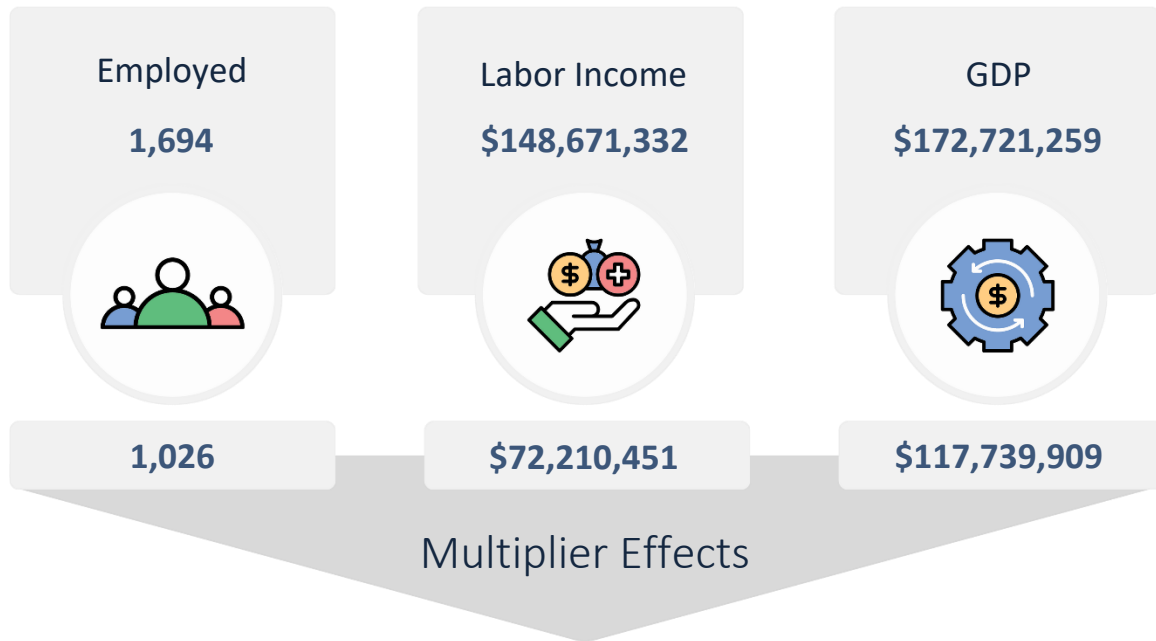 Employed
1,694
Labor Income
$148,671,332
GDP
$172,721,259
$
$
1,026
$72,210,451
$117,739,909
Multiplier Effects